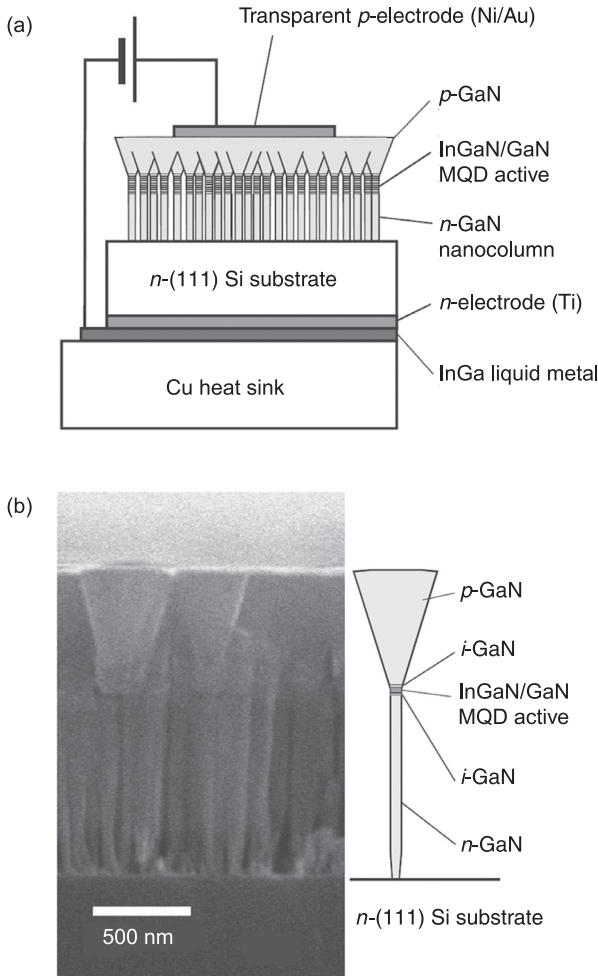 (a)
Transparent p-electrode (Ni/Au)
p-GaN
InGaN/GaN
MQD active
n-GaN
nanocolumn
n-(111) Si substrate
n-electrode (Ti)
InGa liquid metal
Cu heat sink
(b)
p-GaN
i-GaN
InGaN/GaN
MQD active
i-GaN
n-GaN
500 nm
n-(111) Si substrate